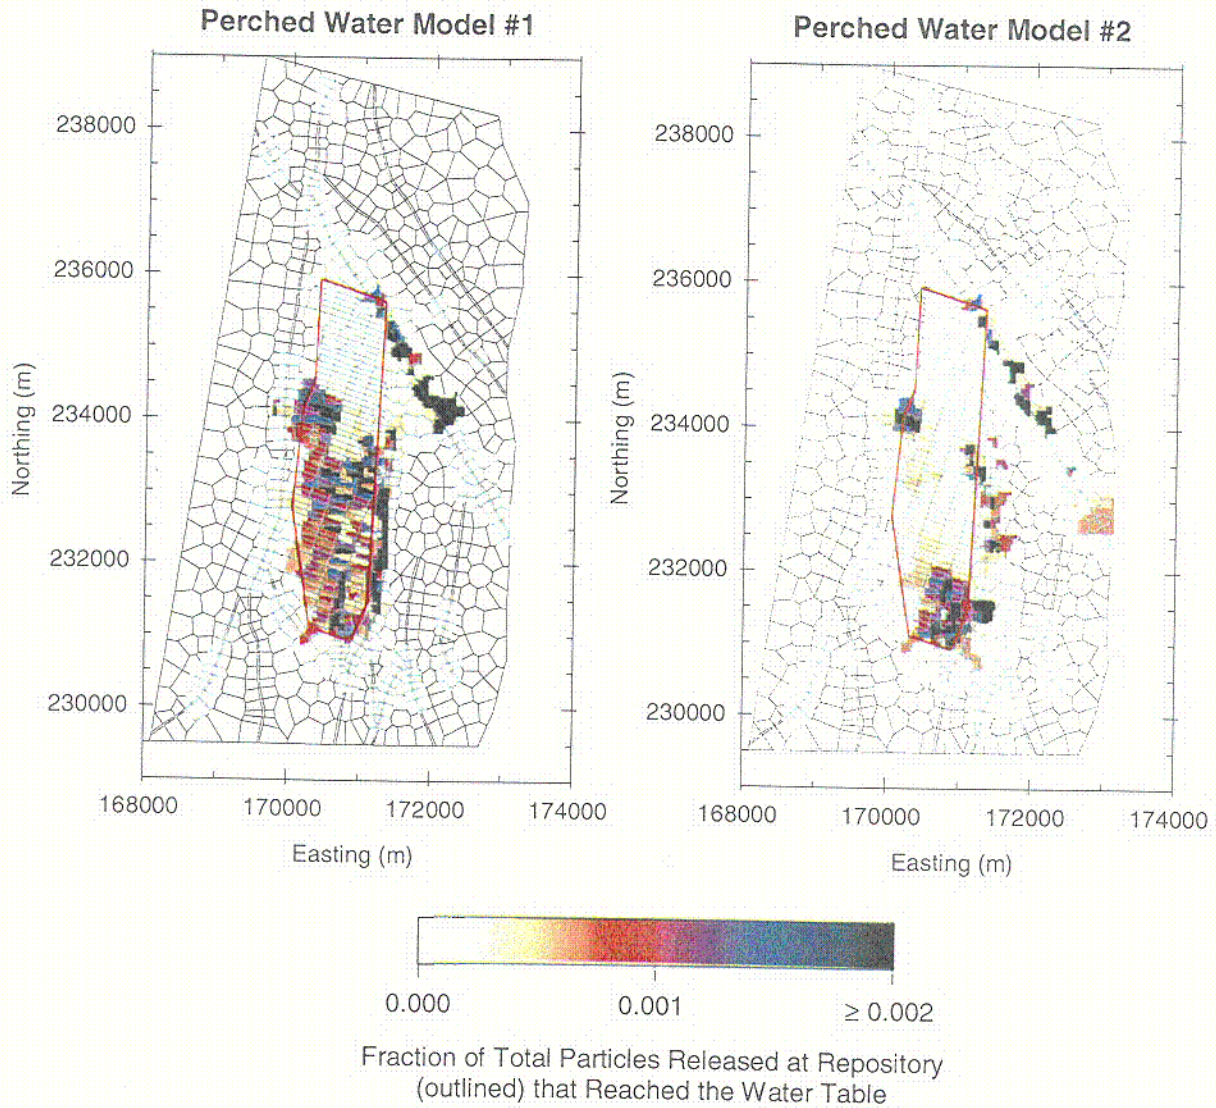 Perched Water Model #1
Perched Water Model #2
238000
236000
234000
232000
230000
Northing (m)
168000 170000 172000 174000
Easting (m)
238000
236000
234000
232000
230000
Northing (m)
168000 170000 172000 174000
Easting (m)
0.000 0.001 ≥ 0.002
Fraction of Total Particles Released at Repository
(outlined) that Reached the Water Table